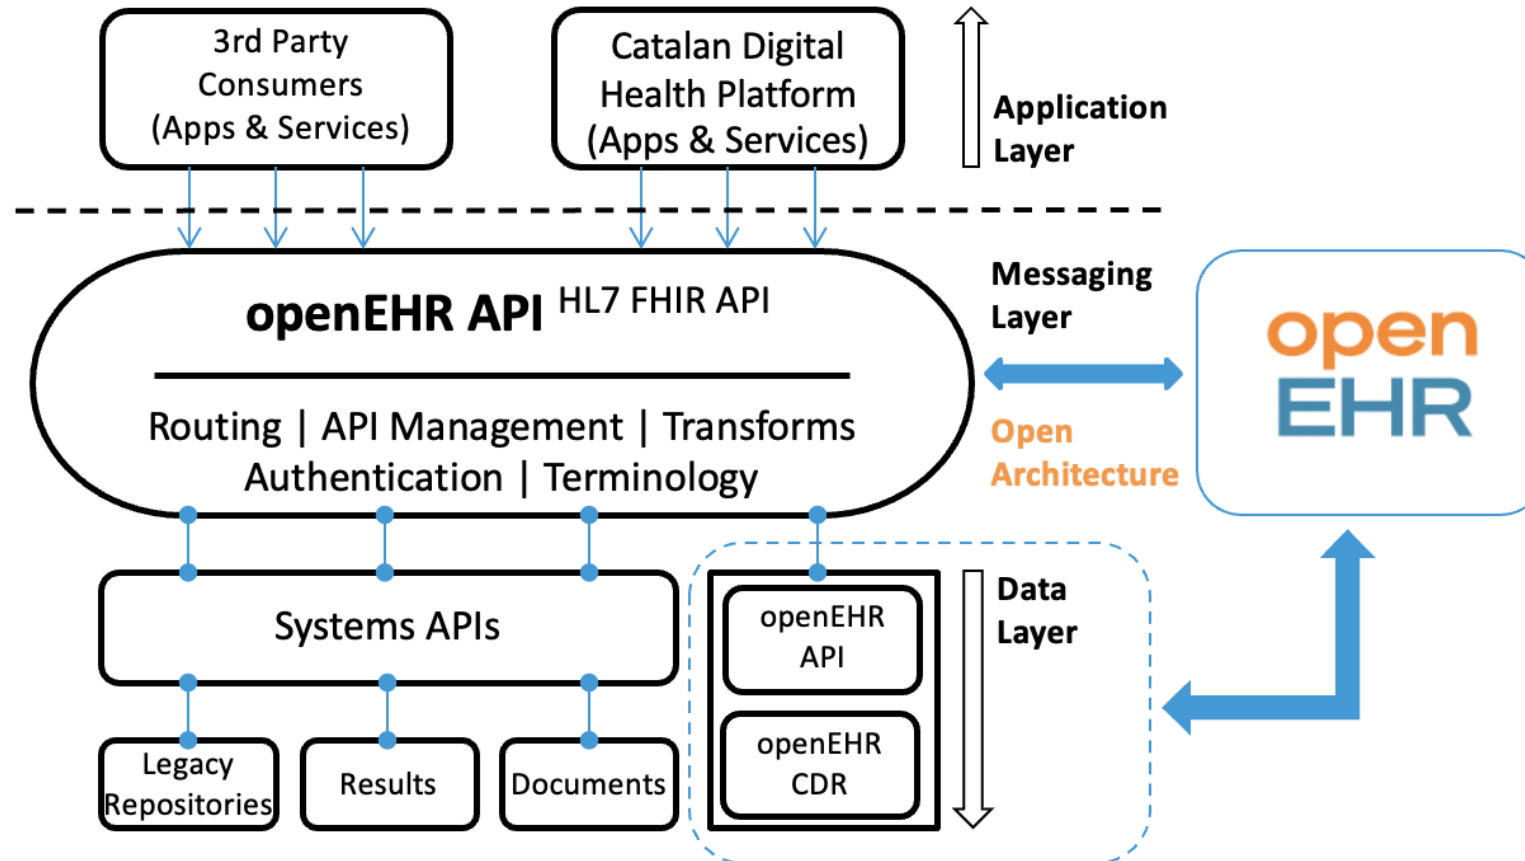 3rd Party
Consumers
(Apps & Services)
Catalan Digital
Health Platform
(Apps & Services)
Application
Layer
openEHR API HL7 FHIR API
Routing | API Management | Transforms
Authentication | Terminology
Messaging
Layer
Open
Architecture
open
EHR
Systems APIs
openEHR
API
Data
Layer
Legacy
Repositories
Results
Documents
openEHR
CDR